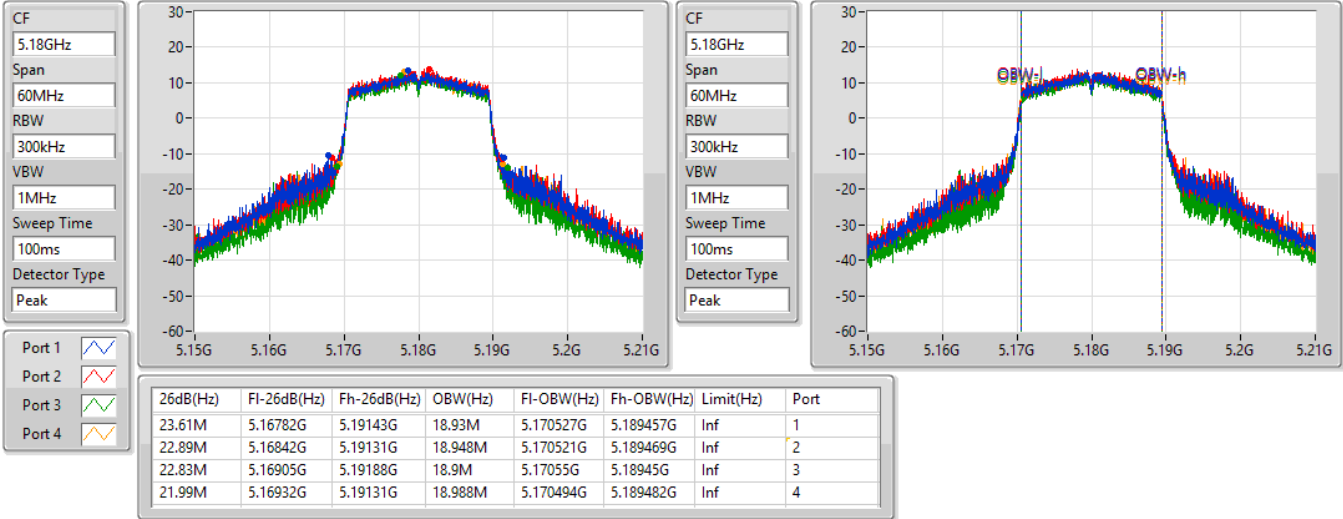 CF
5.18GHz
Span
60MHz
RBW
300kHz
VBW
1MHz
Sweep Time
100ms
Detector Type
Peak
30
20
10
0
-10
-20
-30
-40
-50
-60
5.15G 5.16G 5.17G 5.18G 5.19G 5.2G 5.21G
CF
5.18GHz
Span
60MHz
RBW
300kHz
VBW
1MHz
Sweep Time
100ms
Detector Type
Peak
30
20
10
0
-10
-20
-30
-40
-50
-60
OBW-l OBW-h
5.15G 5.16G 5.17G 5.18G 5.19G 5.2G 5.21G
Port 1
Port 2
Port 3
Port 4
26dB(Hz) Fl-26dB(Hz) Fh-26dB(Hz) OBW(Hz) Fl-OBW(Hz) Fh-OBW(Hz) Limit(Hz) Port
23.61M 5.16782G 5.19143G 18.93M 5.170527G 5.189457G Inf 1
22.89M 5.16842G 5.19131G 18.948M 5.170521G 5.189469G Inf 2
22.83M 5.16905G 5.19188G 18.9M 5.17055G 5.18945G Inf 3
21.99M 5.16932G 5.19131G 18.988M 5.170494G 5.189482G Inf 4